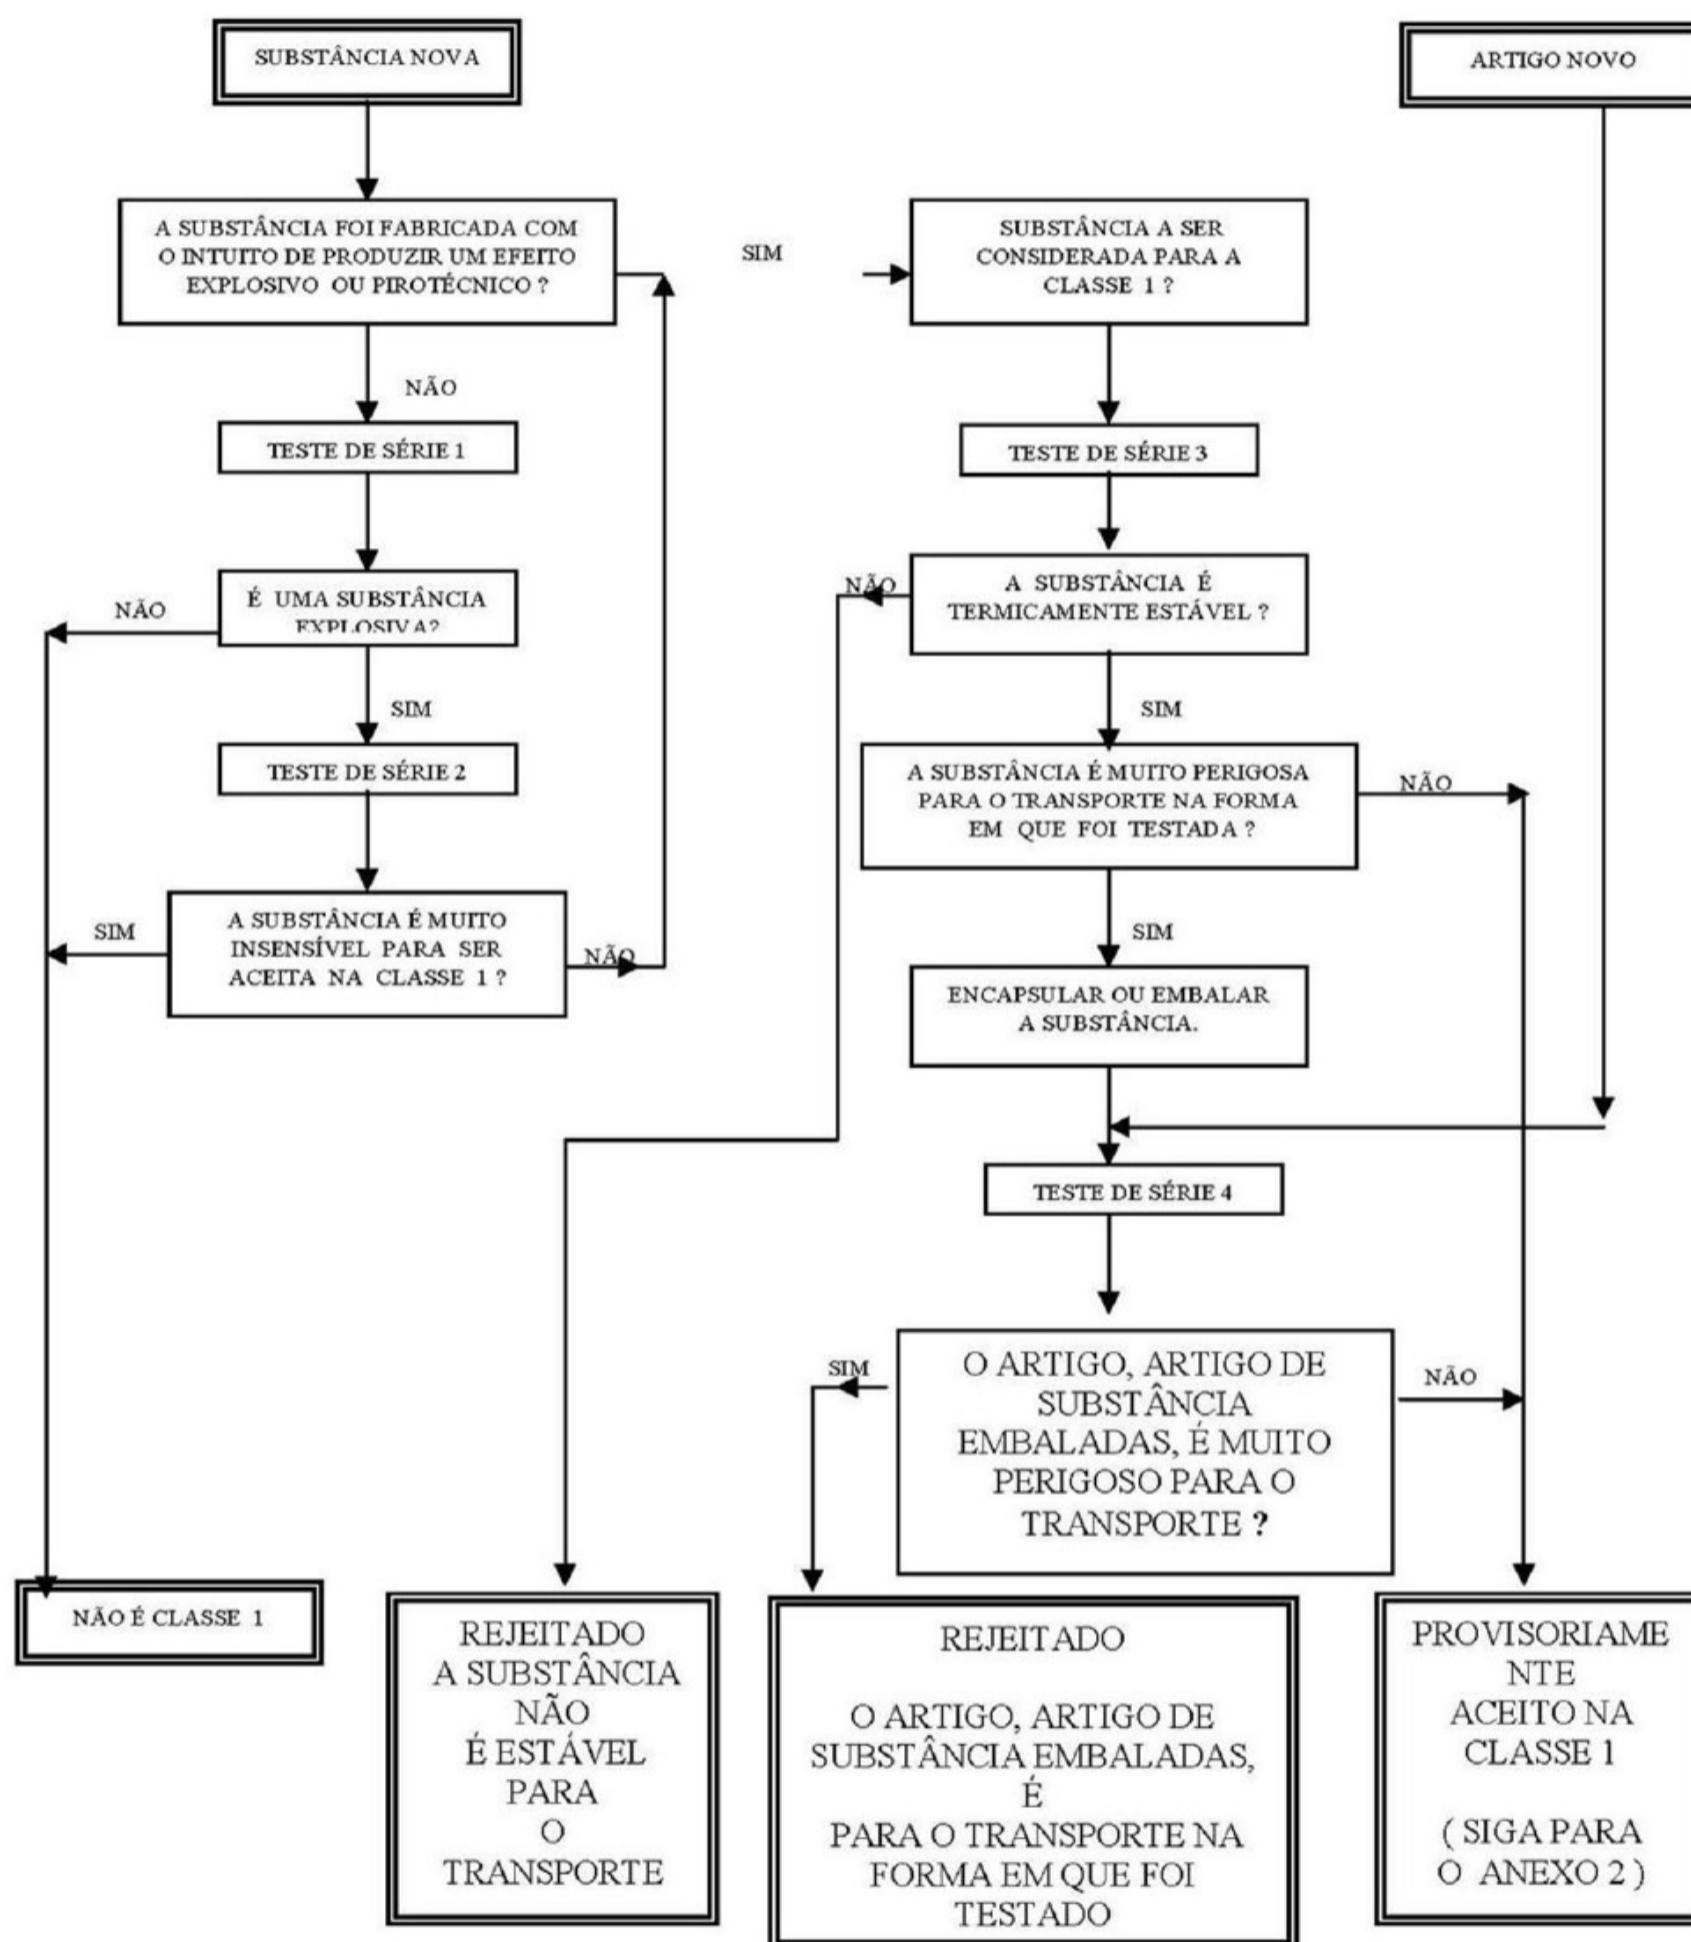 SUBSTÂNCIA NOVA
ARTIGO NOVO
A SUBSTÂNCIA FOI FABRICADA COM
O INTUITO DE PRODUZIR UM EFEITO
EXPLOSIVO OU PIROTÉCNICO ?
SIM
SUBSTÂNCIA A SER
CONSIDERADA PARA A
CLASSE 1 ?
NÃO
TESTE DE SÉRIE 1
TESTE DE SÉRIE 3
NÃO
É UMA SUBSTÂNCIA
EXPLOSIVA?
NÃO
A SUBSTÂNCIA É
TERMICAMENTE ESTÁVEL ?
SIM
SIM
TESTE DE SÉRIE 2
A SUBSTÂNCIA É MUITO PERIGOSA
PARA O TRANSPORTE NA FORMA
EM QUE FOI TESTADA ?
NÃO
SIM
A SUBSTÂNCIA É MUITO
INSENSÍVEL PARA SER
ACEITA NA CLASSE 1 ?
NÃO
SIM
ENCAPSULAR OU EMBALAR
A SUBSTÂNCIA.
TESTE DE SÉRIE 4
SIM
O ARTIGO, ARTIGO DE
SUBSTÂNCIA
EMBALADAS, É MUITO
PERIGOSO PARA O
TRANSPORTE ?
NÃO
NÃO É CLASSE 1
REJEITADO
A SUBSTÂNCIA
NÃO
É ESTÁVEL
PARA
O
TRANSPORTE
REJEITADO
O ARTIGO, ARTIGO DE
SUBSTÂNCIA EMBALADAS,
É
PARA O TRANSPORTE NA
FORMA EM QUE FOI
TESTADO
PROVISORIAME
NTE
ACEITO NA
CLASSE 1
( SIGA PARA
O ANEXO 2 )